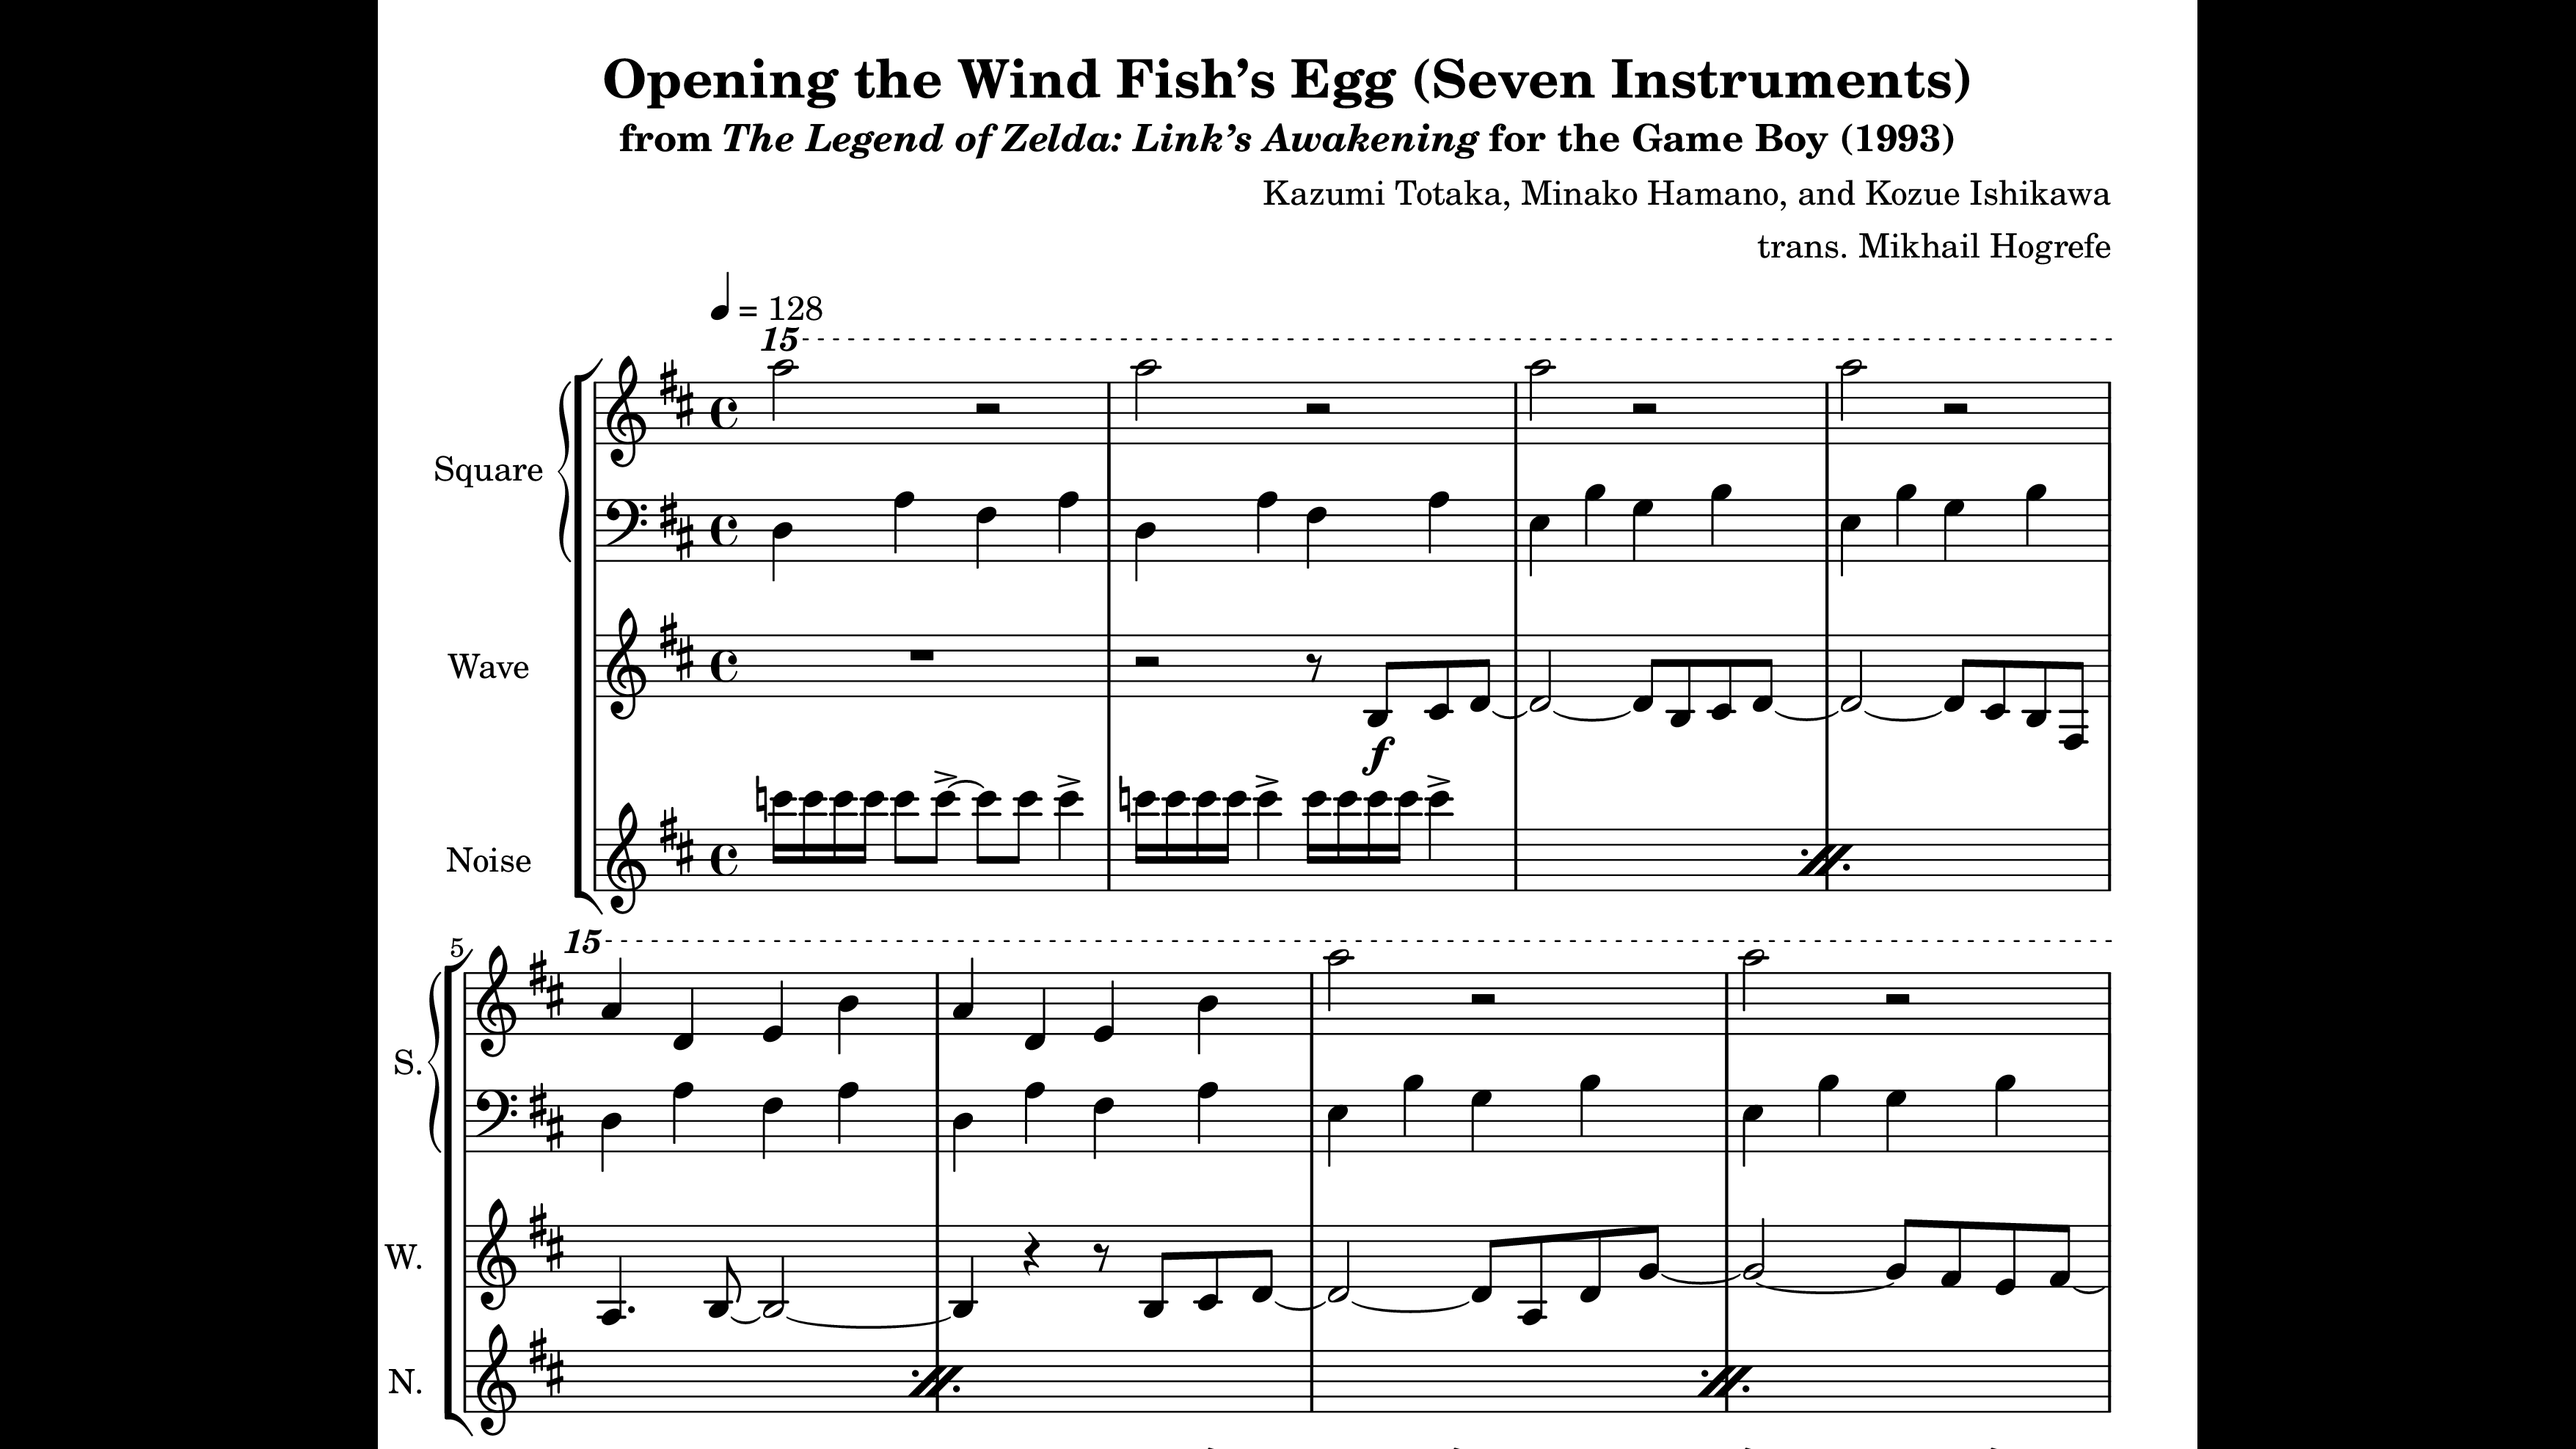 Opening the Wind Fish’s Egg (Seven Instruments)
from The Legend of Zelda: Link’s Awakening for the Game Boy (1993)
Kazumi Totaka, Minako Hamano, and Kozue Ishikawa
trans. Mikhail Hogrefe
= 128
15
Square
Wave
f
Noise
5
15
S.
W.
N.